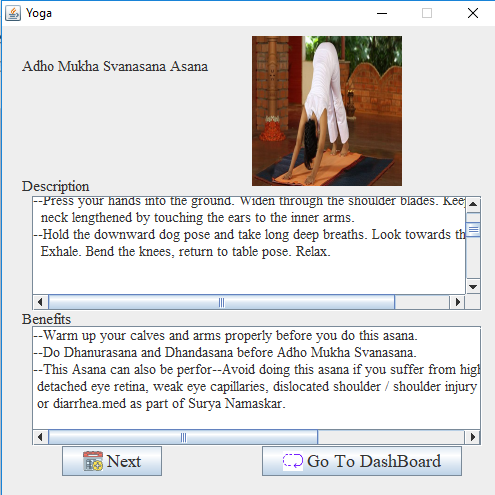 Yoga
Adho Mukha Svanasana Asana
Description
--Press your hands into the ground. Widen through the shoulder blades. Keep
neck lengthened by touching the ears to the inner arms.
--Hold the downward dog pose and take long deep breaths. Look towards th
Exhale. Bend the knees, return to table pose. Relax.
Benefits
--Warm up your calves and arms properly before you do this asana.
--Do Dhanurasana and Dhandasana before Adho Mukha Svanasana.
--This Asana can also be perfor--Avoid doing this asana if you suffer from high
detached eye retina, weak eye capillaries, dislocated shoulder / shoulder injury
or diarrhea.med as part of Surya Namaskar.
Next
Go To DashBoard